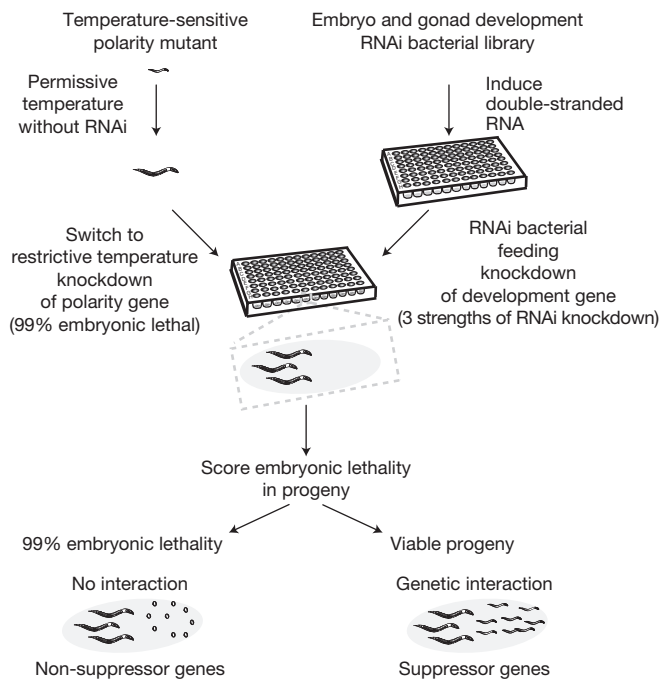 Temperature-sensitive
polarity mutant
Embryo and gonad development
RNAi bacterial library
Permissive
temperature
without RNAi
Induce
double-stranded
RNA
Switch to
restrictive temperature
knockdown
of polarity gene
(99% embryonic lethal)
RNAi bacterial
feeding
knockdown
of development gene
(3 strengths of RNAi knockdown)
Score embryonic lethality
in progeny
99% embryonic lethality
Viable progeny
No interaction
Genetic interaction
Non-suppressor genes
Suppressor genes